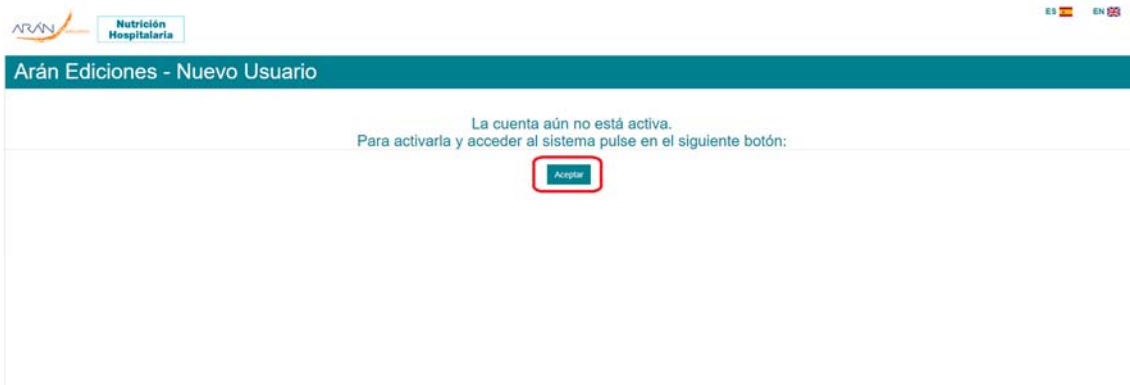 ES
EN
ARÁN
Nutrición
Hospitalaria
Arán Ediciones - Nuevo Usuario
La cuenta aún no está activa.
Para activarla y acceder al sistema pulse en el siguiente botón:
Aceptar